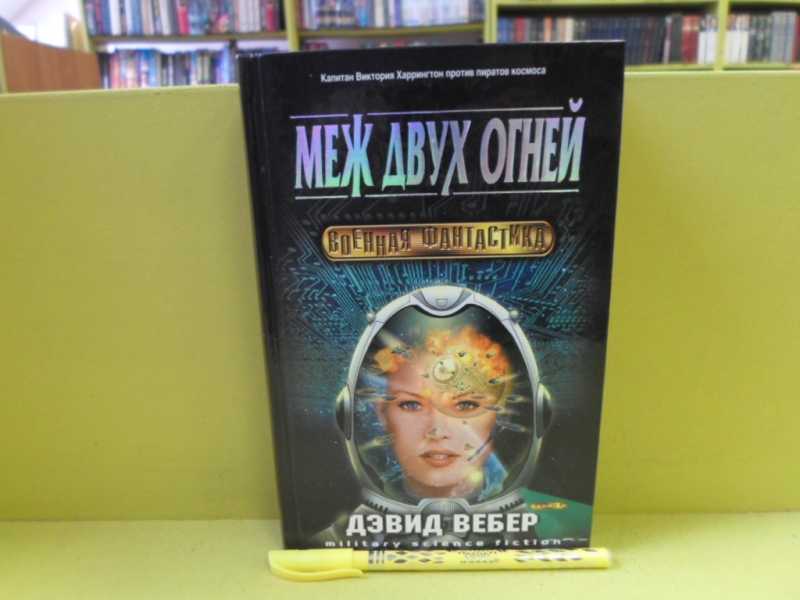 Капитан Виктория Харрингтон против пиратов космоса
МЕЖ ДВУХ ОГНЕЙ
ВОЕННАЯ ФАНТАСТИКА
ДЭВИД ВЕБЕР
military science fiction